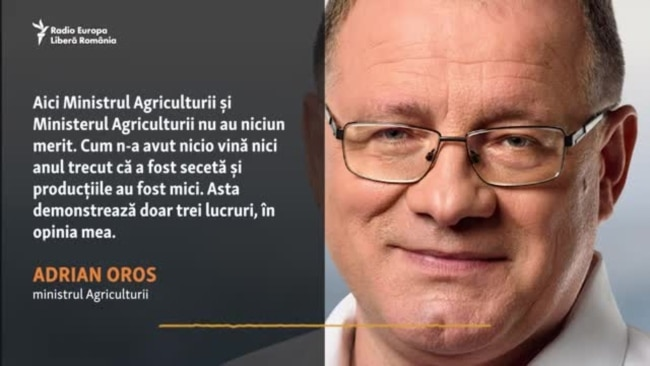 Radio Europa
Liberă România
Aici Ministrul Agriculturii și
Ministerul Agriculturii nu au niciun
merit. Cum n-a avut nicio vină nici
anul trecut că a fost secetă și
producțiile au fost mici. Asta
demonstrează doar trei lucruri, în
opinia mea.
ADRIAN OROS
ministrul Agriculturii